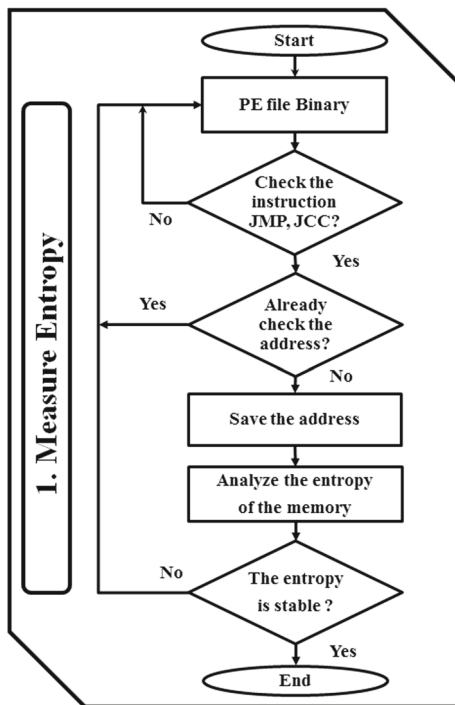 1. Measure Entropy
Start
PE file Binary
Check the
instruction
JMP, JCC?
No
Yes
Already
check the
address?
Yes
No
Save the address
Analyze the entropy
of the memory
The entropy
is stable ?
No
Yes
End